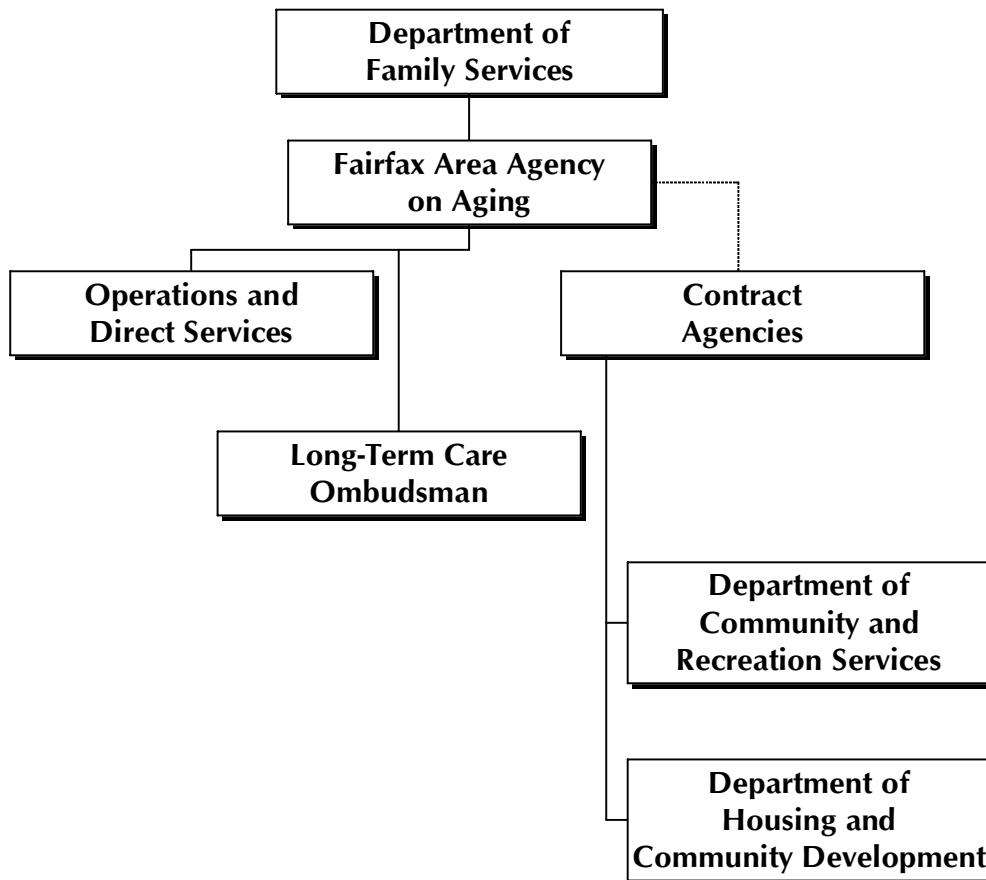 Department of
Family Services
Fairfax Area Agency
on Aging
Operations and
Direct Services
Contract
Agencies
Long-Term Care
Ombudsman
Department of
Community and
Recreation Services
Department of
Housing and
Community Development